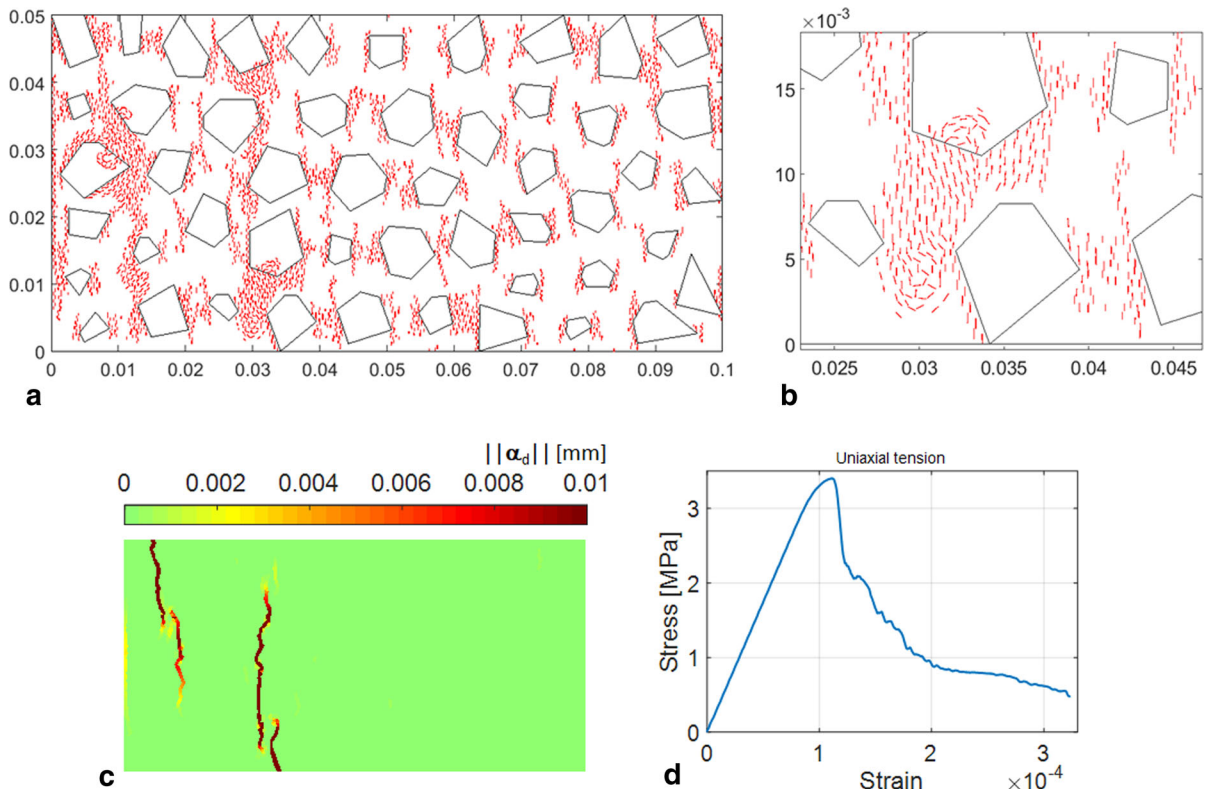 0.05
0.04
0.03
0.02
0.01
0
0 0.01 0.02 0.03 0.04 0.05 0.06 0.07 0.08 0.09 0.1
a
×10⁻³
15
10
5
0
0.025 0.03 0.035 0.04 0.045
b
||α_d|| [mm]
0 0.002 0.004 0.006 0.008 0.01
c
Uniaxial tension
Stress [MPa]
3
2
1
0
0 1 2 3
Strain ×10⁻⁴
d